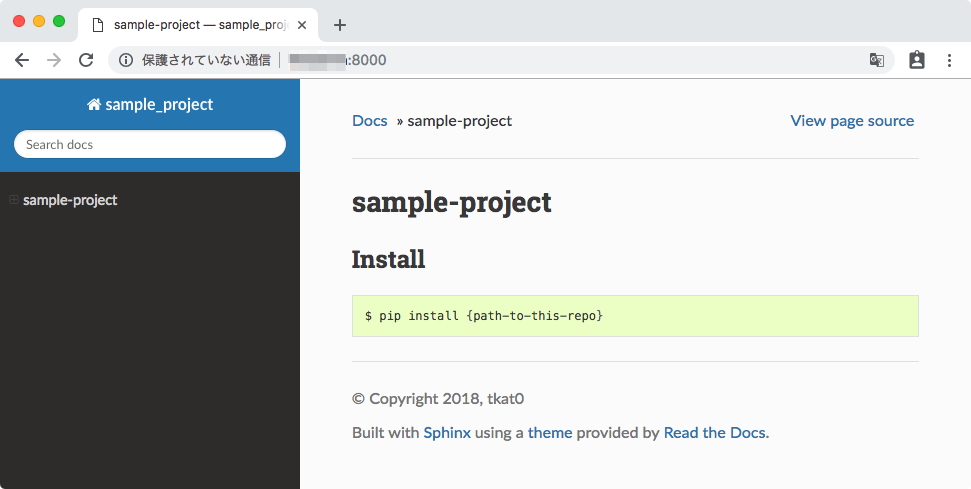 sample-project — sample_proje
保護されていない通信
:8000
sample_project
Search docs
sample-project
Docs » sample-project
View page source
sample-project
Install
$ pip install {path-to-this-repo}
© Copyright 2018, tkat0
Built with Sphinx using a theme provided by Read the Docs.